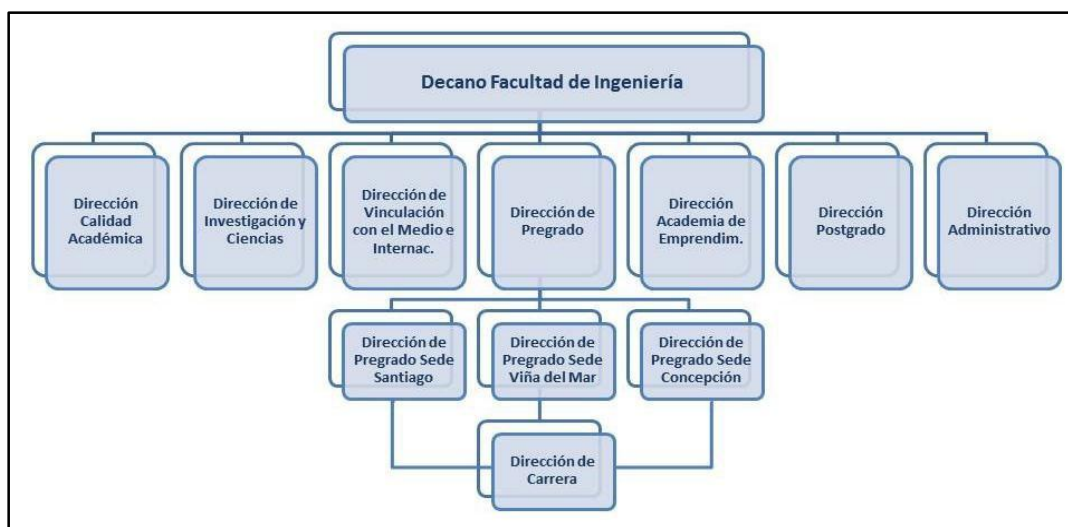 Decano Facultad de Ingeniería
Dirección
Calidad
Académica
Dirección de
Investigación y
Ciencias
Dirección de
Vinculación
con el Medio e
Internac.
Dirección de
Pregrado
Dirección
Academia de
Emprendim.
Dirección
Postgrado
Dirección
Administrativo
Dirección de
Pregrado Sede
Santiago
Dirección de
Pregrado Sede
Viña del Mar
Dirección de
Pregrado Sede
Concepción
Dirección de
Carrera